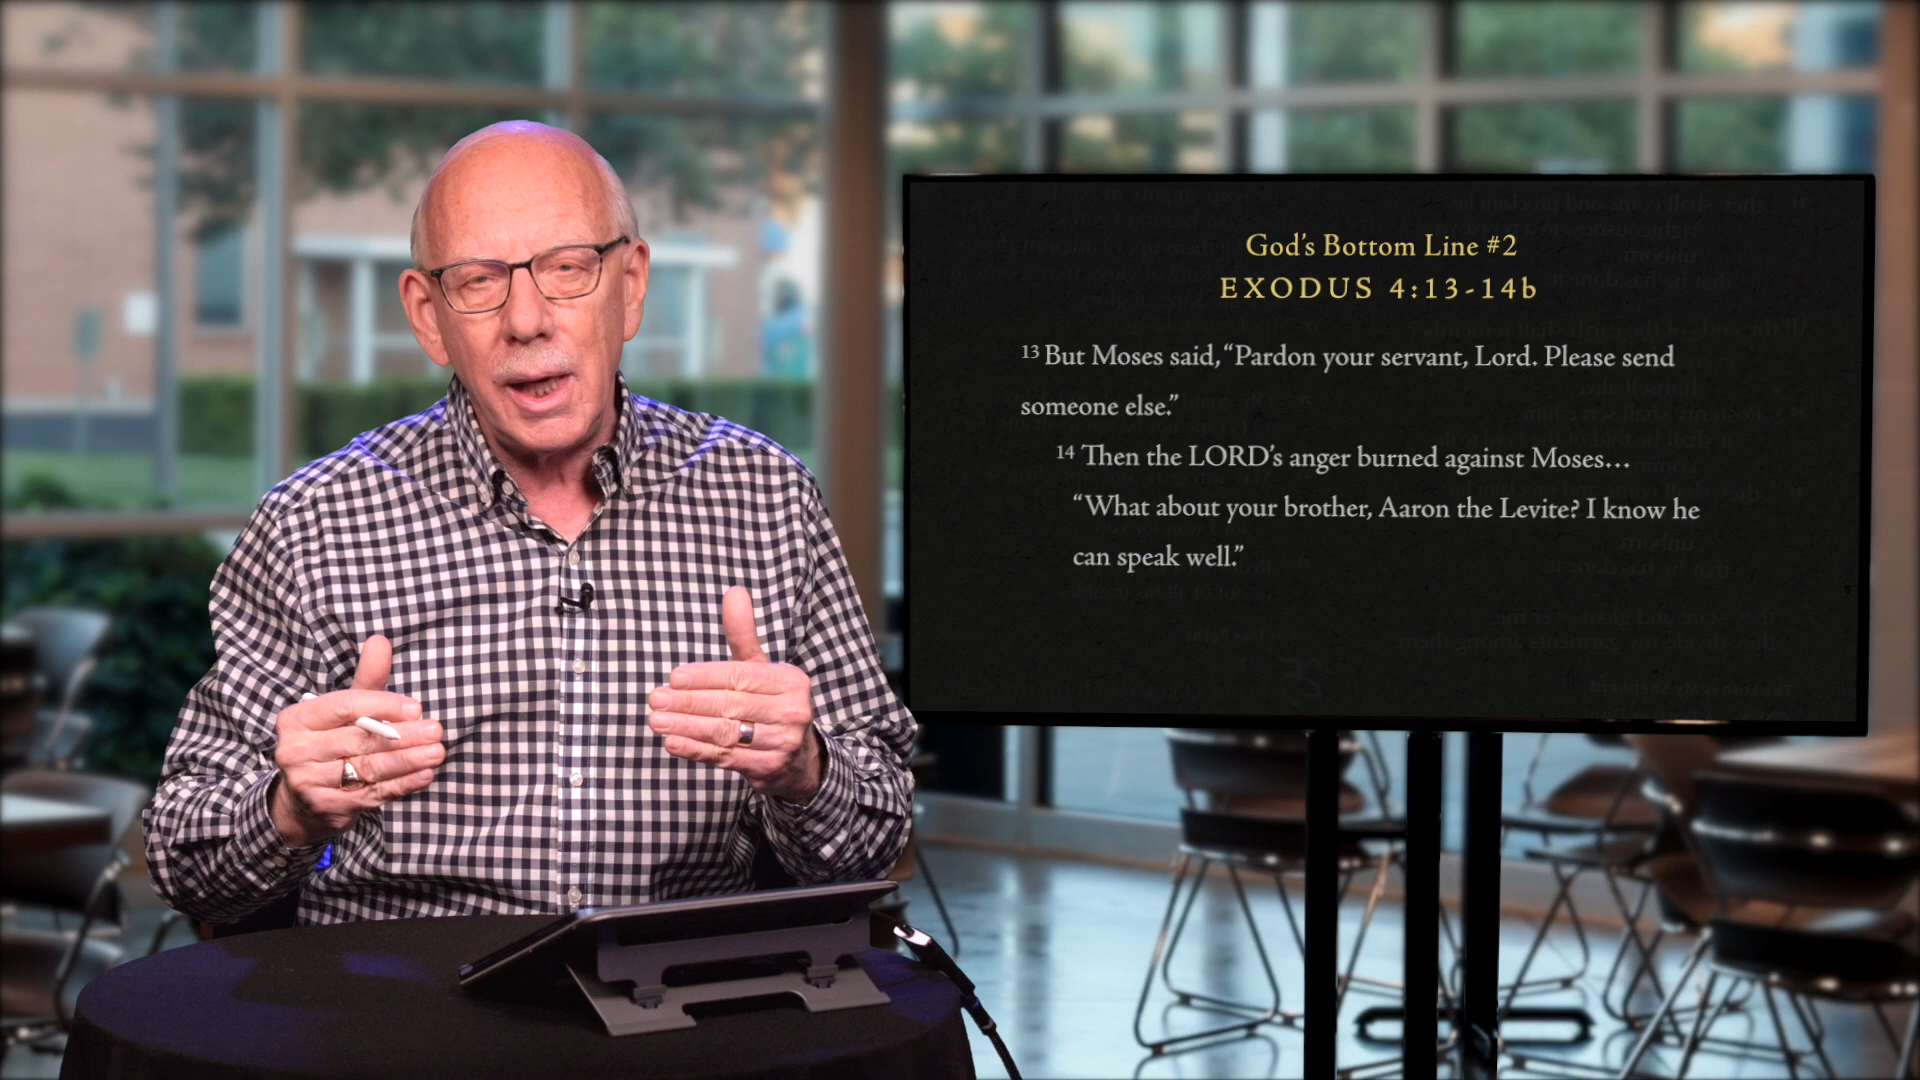 God's Bottom Line #2
EXODUS 4:13-14b
13 But Moses said, “Pardon your servant, Lord. Please send
someone else.”
14 Then the LORD's anger burned against Moses...
“What about your brother, Aaron the Levite? I know he
can speak well.”